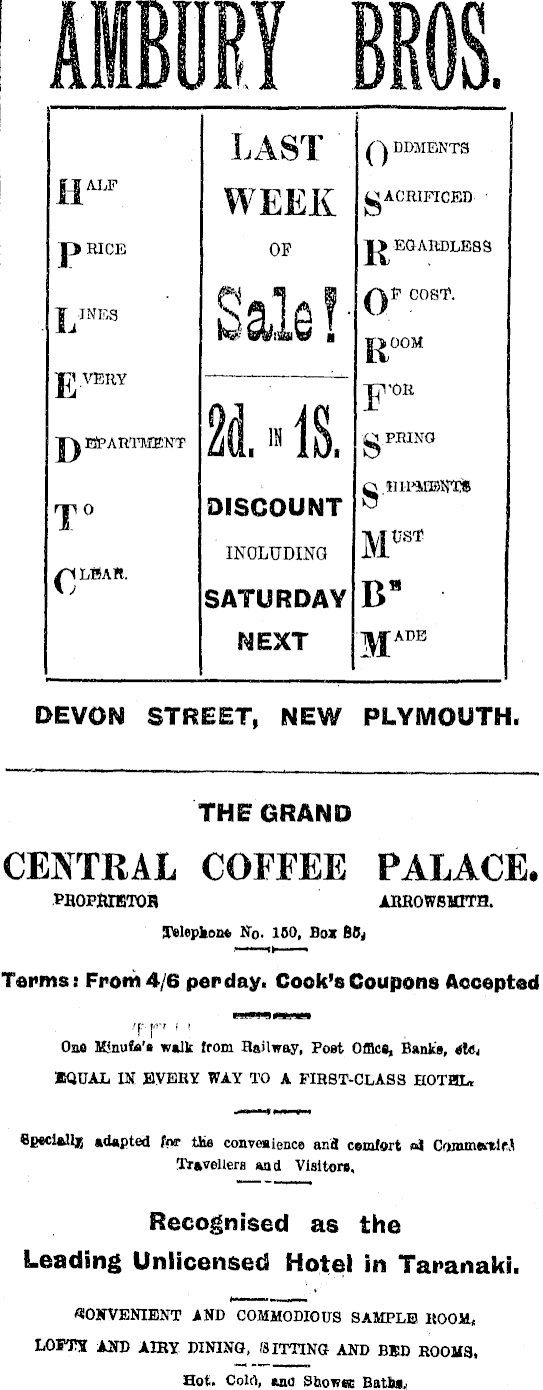 AMBURY BROS.
HALF
PRICE
LINES
EVERY
DEPARTMENT
TO
CLEAR.
LAST
WEEK
OF
Sale!
2d. IN 1S.
DISCOUNT
INCLUDING
SATURDAY
NEXT
ODDMENTS
SACRIFICED
REGARDLESS
OF COST.
ROOM
FOR
SPRING
SHIPMENTS
MUST
BE
MADE
DEVON STREET, NEW PLYMOUTH.
THE GRAND
CENTRAL COFFEE PALACE.
PROPRIETOR ARROWSMITH.
Telephone No. 150, Box 85,
Terms: From 4/6 per day. Cook's Coupons Accepted
One Minute's walk from Railway, Post Office, Banks, etc,
EQUAL IN EVERY WAY TO A FIRST-CLASS HOTEL,
Specially adapted for the convenience and comfort of Commercial
Travellers and Visitors,
Recognised as the
Leading Unlicensed Hotel in Taranaki.
CONVENIENT AND COMMODIOUS SAMPLE ROOM,
LOFTY AND AIRY DINING, SITTING AND BED ROOMS,
Hot, Cold, and Shower Baths,